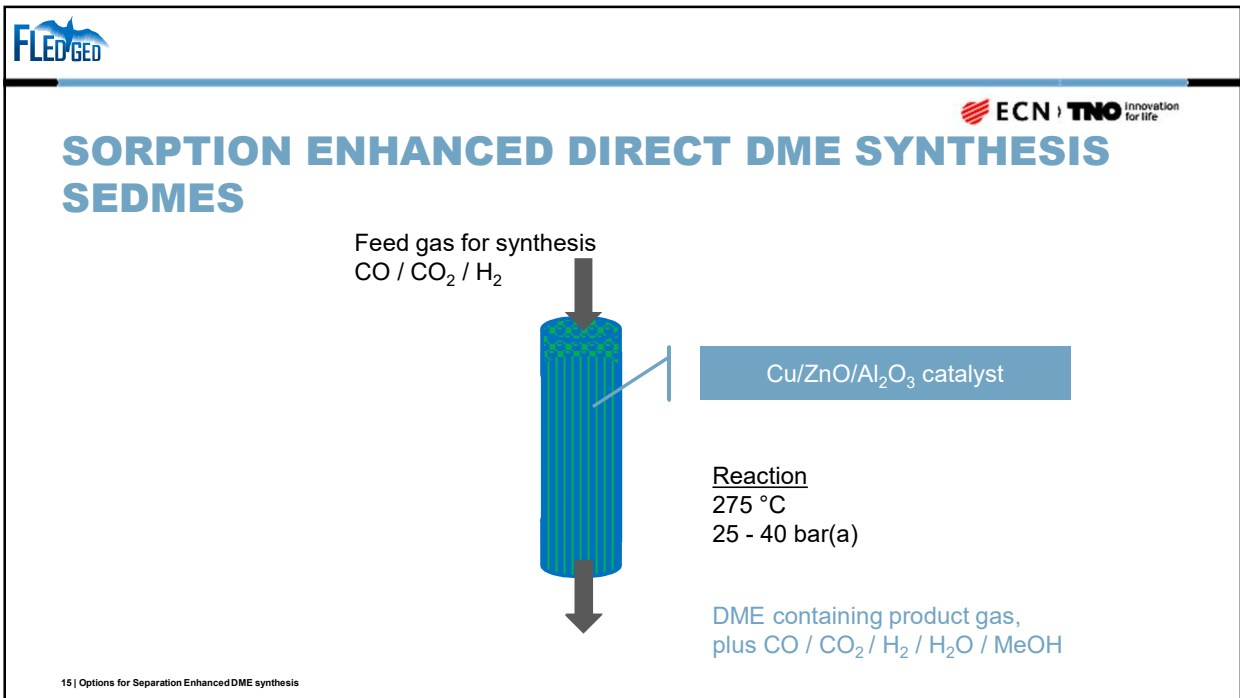 FLEDGED
ECN › TNO innovation
for life
SORPTION ENHANCED DIRECT DME SYNTHESIS
SEDMES
Feed gas for synthesis
CO / CO₂ / H₂
Cu/ZnO/Al₂O₃ catalyst
Reaction
275 °C
25 - 40 bar(a)
DME containing product gas,
plus CO / CO₂ / H₂ / H₂O / MeOH
15 | Options for Separation Enhanced DME synthesis